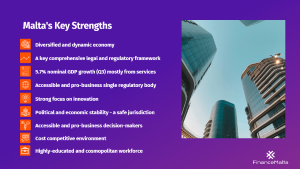 Malta's Key Strengths
Diversified and dynamic economy
A key comprehensive legal and regulatory framework
5.7% nominal GDP growth (Q3) mostly from services
Accessible and pro-business single regulatory body
Strong focus on innovation
Political and economic stability - a safe jurisdiction
Accessible and pro-business decision-makers
Cost competitive environment
Highly-educated and cosmopolitan workforce
FinanceMalta